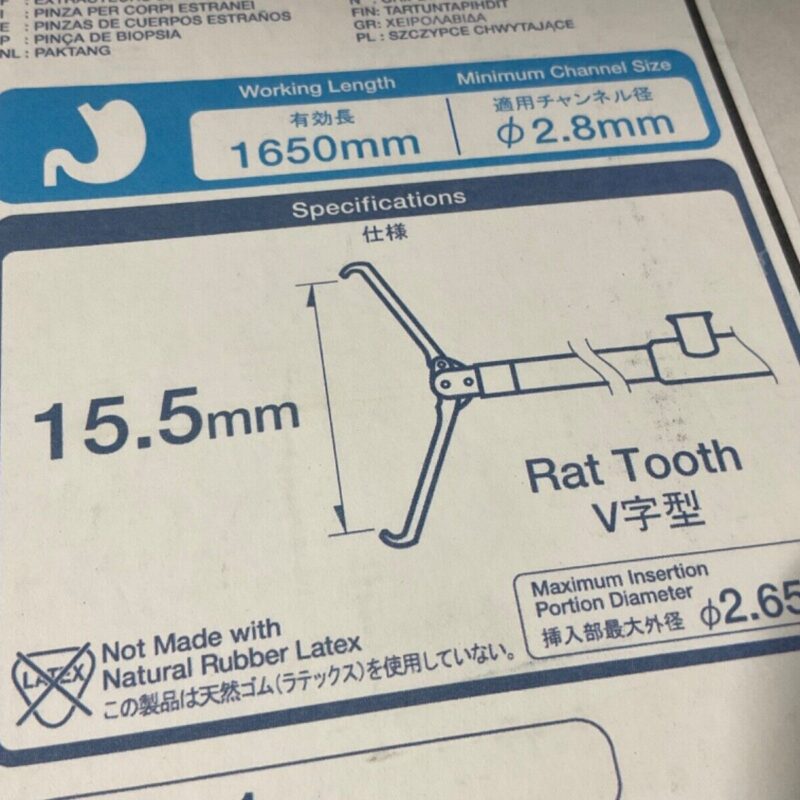 I : PINZA PER CORPI ESTRANEI
E : PINZAS DE CUERPOS ESTRAÑOS
P : PINÇA DE BIOPSIA
NL : PAKTANG
FIN: TARTUNTAPIHDIT
GR: ΧΕΙΡΟΛΑΒΙΔΑ
PL : SZCZYPCE CHWYTAJĄCE
Working Length
有効長
1650mm
Minimum Channel Size
適用チャンネル径
φ2.8mm
Specifications
仕様
15.5mm
Rat Tooth
V字型
Maximum Insertion
Portion Diameter
挿入部最大外径 φ2.65
LATEX
Not Made with
Natural Rubber Latex
この製品は天然ゴム(ラテックス)を使用していない。